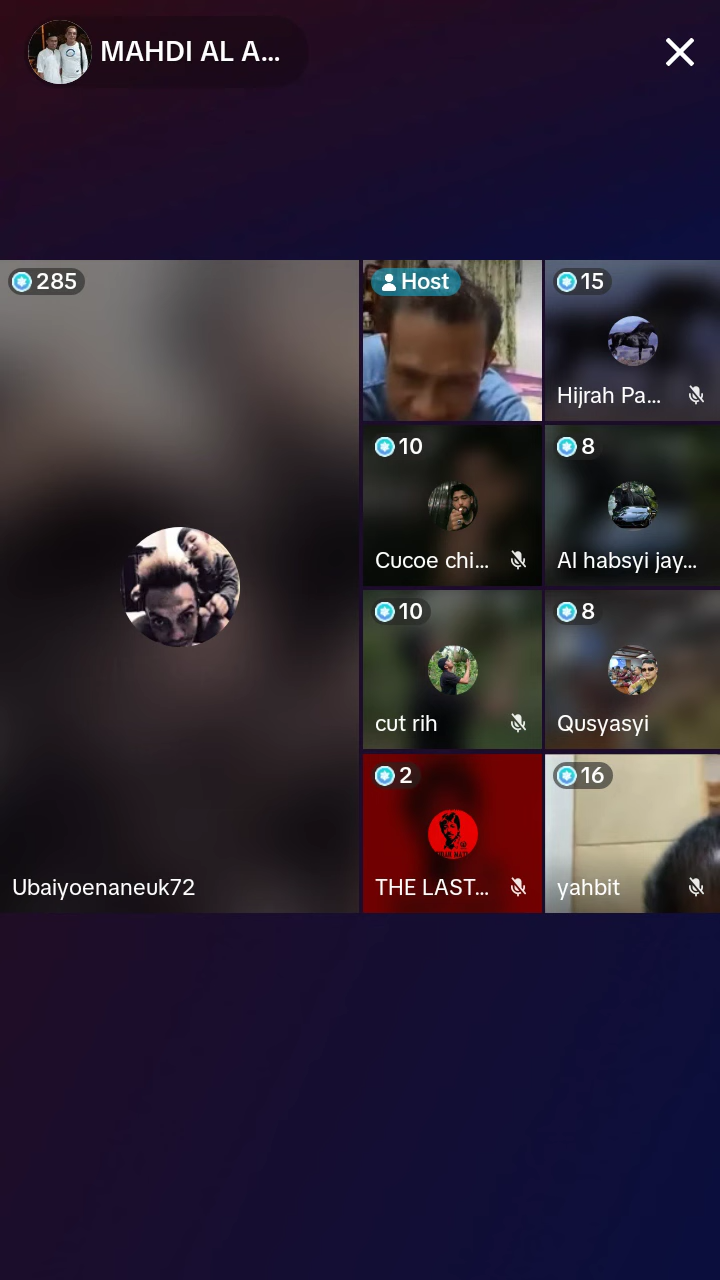 MAHDI AL A...
285
Ubaiyoenaneuk72
Host
15
Hijrah Pa...
10
Cucoe chi...
8
Al habsyi jay...
10
cut rih
8
Qusyasyi
2
THE LAST...
16
yahbit